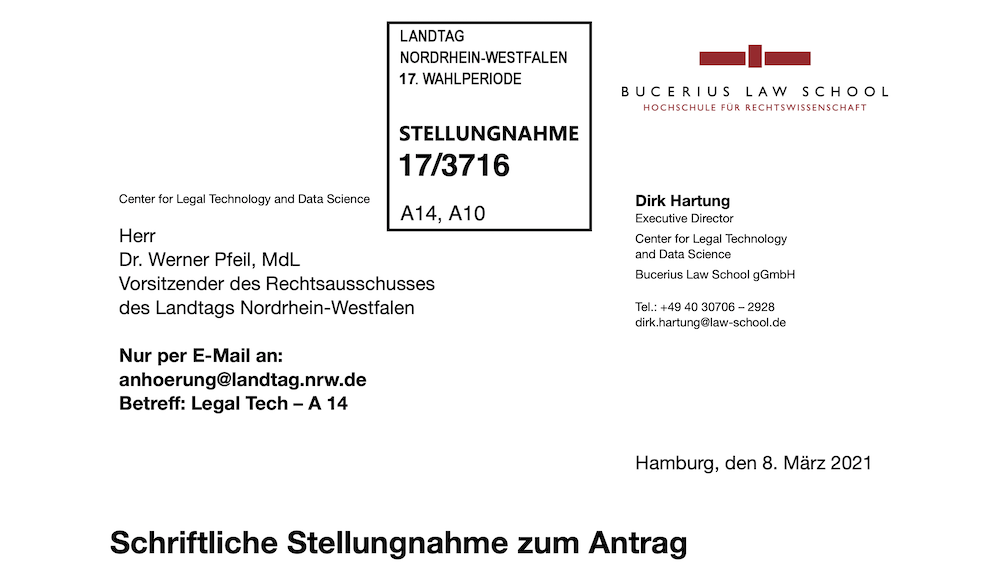 LANDTAG
NORDRHEIN-WESTFALEN
17. WAHLPERIODE
STELLUNGNAHME
17/3716
A14, A10
BUCERIUS LAW SCHOOL
HOCHSCHULE FÜR RECHTSWISSENSCHAFT
Center for Legal Technology and Data Science
Herr
Dr. Werner Pfeil, MdL
Vorsitzender des Rechtsausschusses
des Landtags Nordrhein-Westfalen
Nur per E-Mail an:
anhoerung@landtag.nrw.de
Betreff: Legal Tech – A 14
Dirk Hartung
Executive Director
Center for Legal Technology
and Data Science
Bucerius Law School gGmbH
Tel.: +49 40 30706 – 2928
dirk.hartung@law-school.de
Hamburg, den 8. März 2021
Schriftliche Stellungnahme zum Antrag